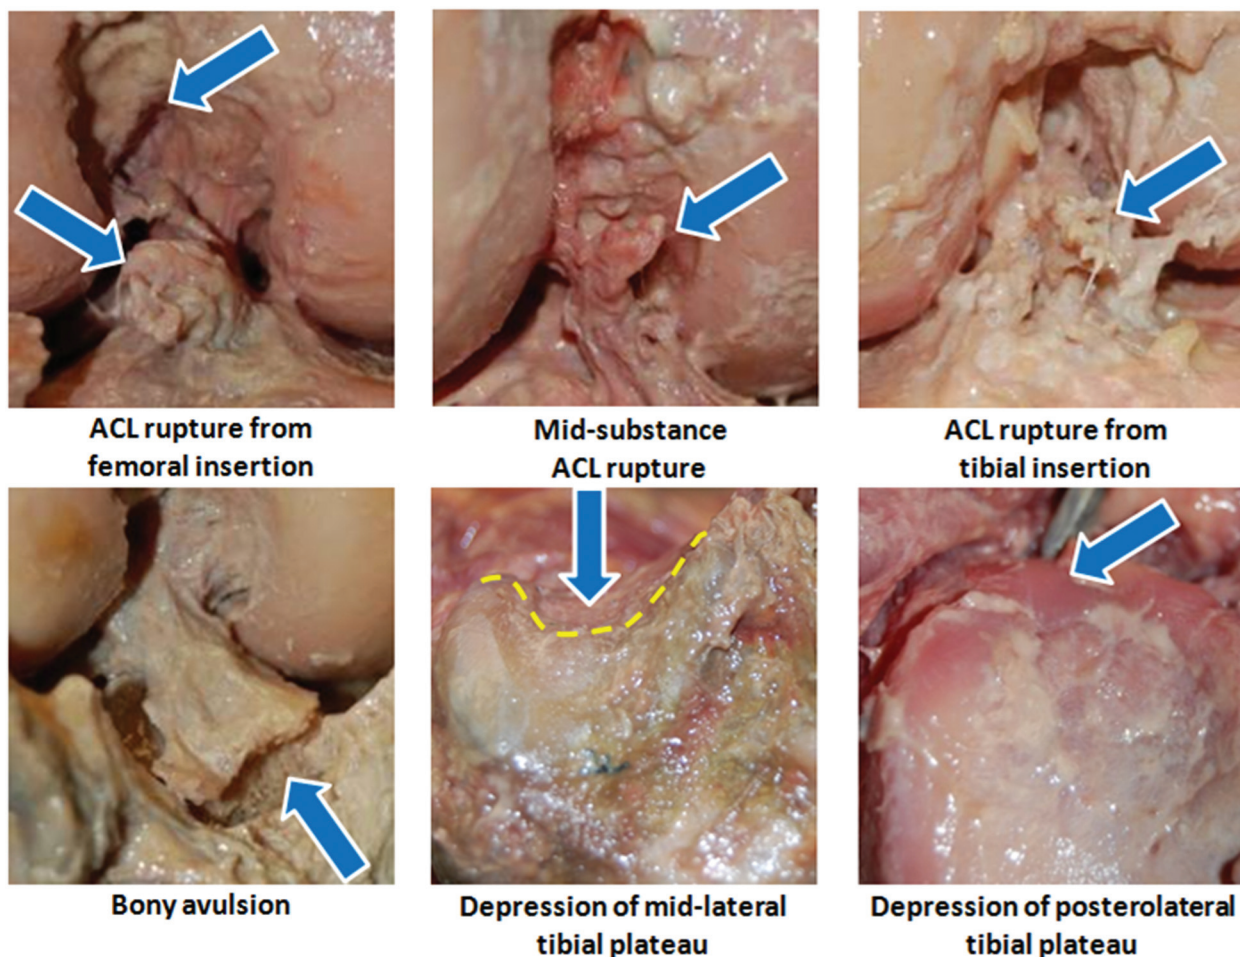 ACL rupture from
femoral insertion
Mid-substance
ACL rupture
ACL rupture from
tibial insertion
Bony avulsion
Depression of mid-lateral
tibial plateau
Depression of posterolateral
tibial plateau